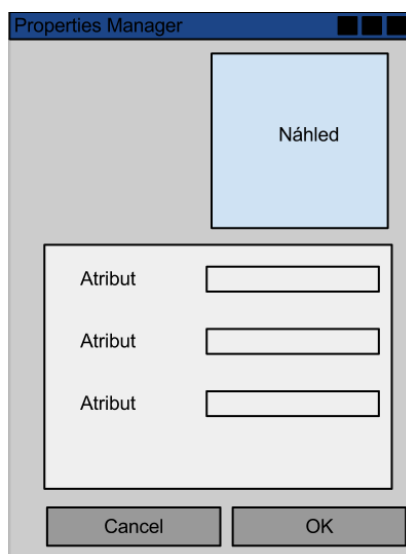 Properties Manager
Náhled
Atribut
Atribut
Atribut
Cancel
OK